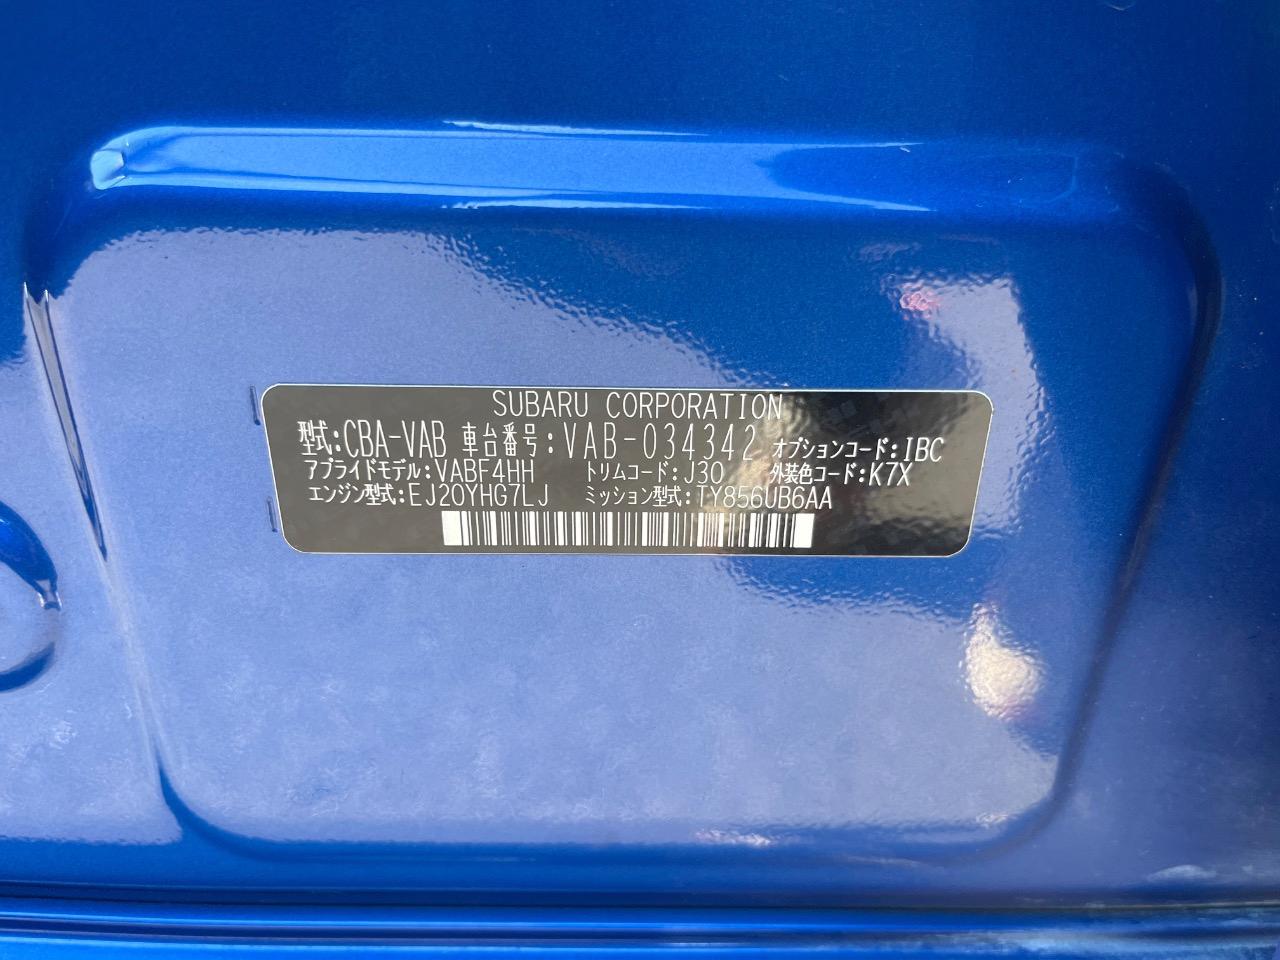 SUBARU CORPORATION
型式:CBA-VAB 車台番号:VAB-034342 オプションコード:IBC
アプライドモデル:VABF4HH トリムコード:J30 外装色コード:K7X
エンジン型式:EJ20YHG7LJ ミッション型式:TY856UB6AA